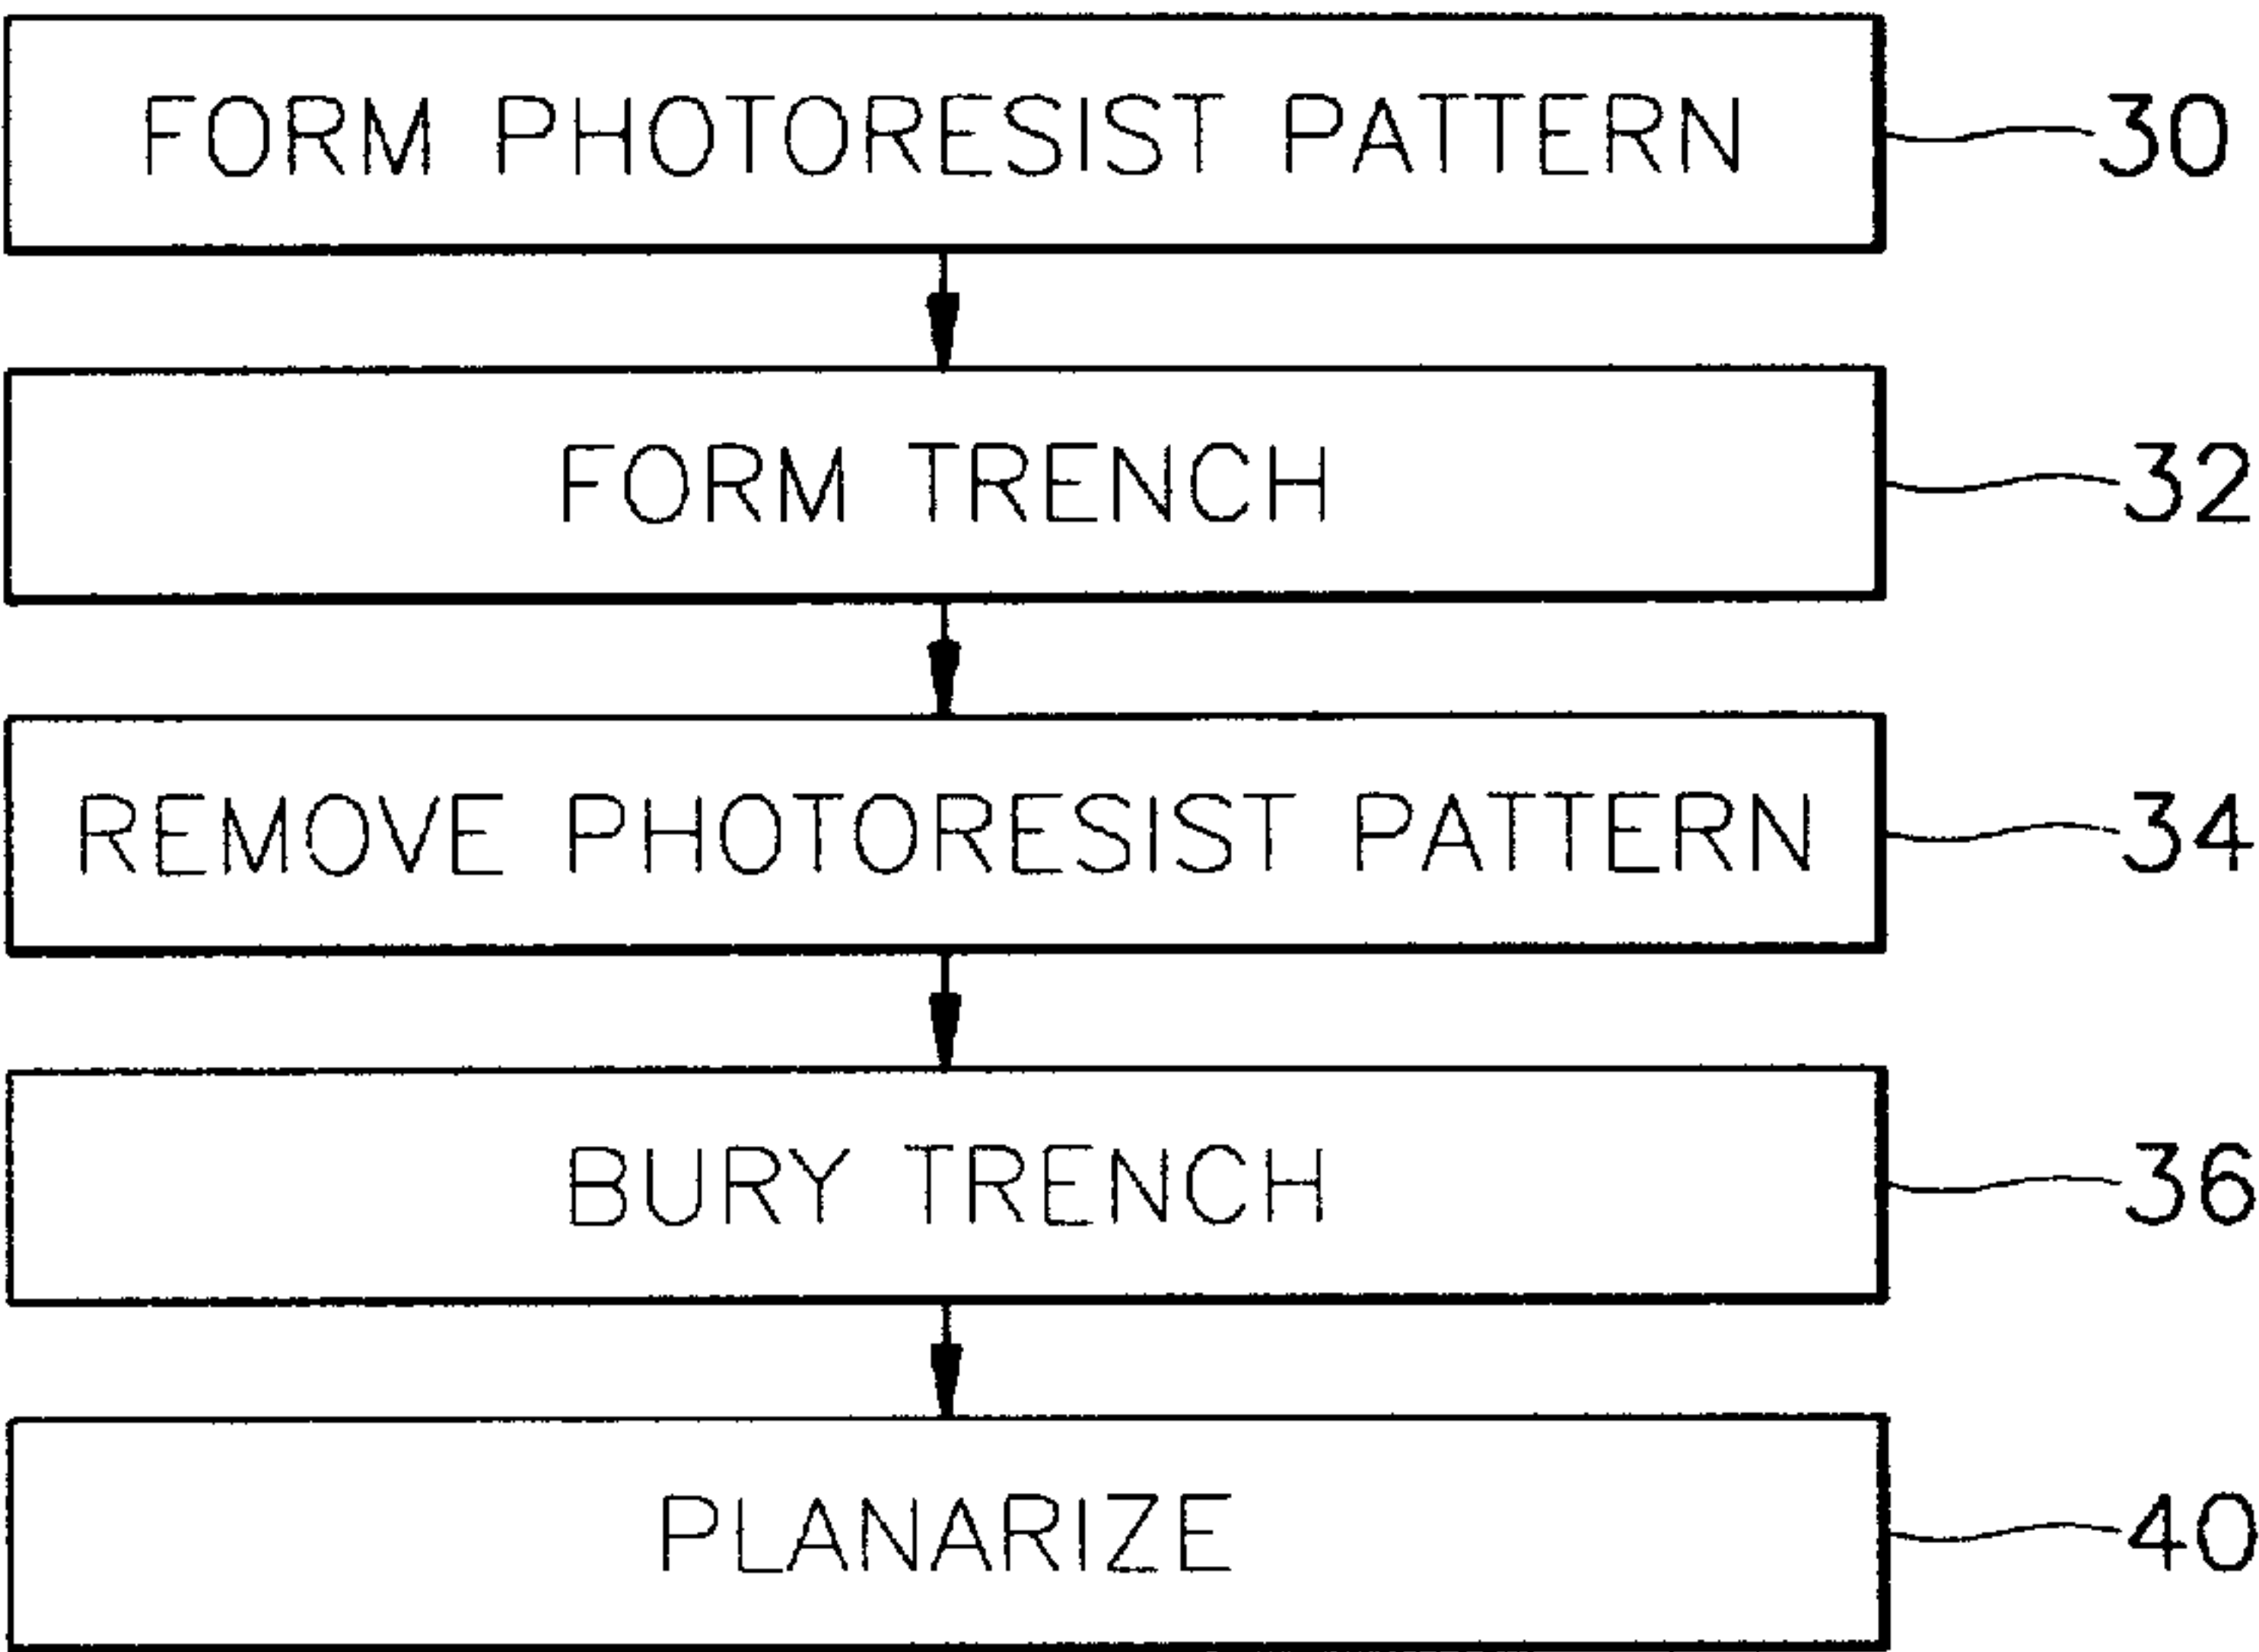 FORM PHOTORESIST PATTERN 30
FORM TRENCH 32
REMOVE PHOTORESIST PATTERN 34
BURY TRENCH 36
PLANARIZE 40